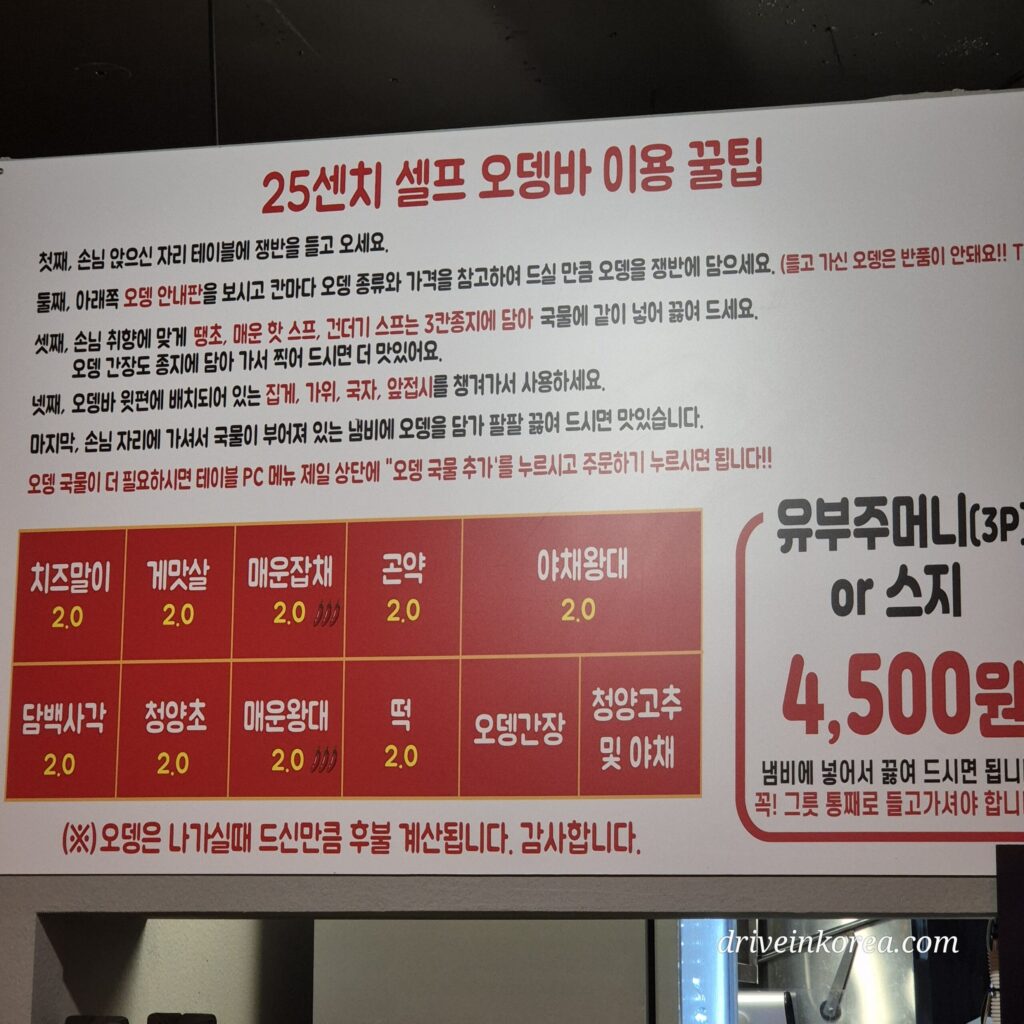 25센치 셀프 오뎅바 이용 꿀팁
첫째, 손님 앉으신 자리 테이블에 쟁반을 들고 오세요.
둘째, 아래쪽 오뎅 안내판을 보시고 칸마다 오뎅 종류와 가격을 참고하여 드실 만큼 오뎅을 쟁반에 담으세요. (들고 가신 오뎅은 반품이 안돼요!! T
셋째, 손님 취향에 맞게 땡초, 매운 핫 스프, 건더기 스프는 3칸종지에 담아 국물에 같이 넣어 끓여 드세요.
오뎅 간장도 종지에 담아 가서 찍어 드시면 더 맛있어요.
넷째, 오뎅바 윗편에 배치되어 있는 집게, 가위, 국자, 앞접시를 챙겨가서 사용하세요.
마지막, 손님 자리에 가셔서 국물이 부어져 있는 냄비에 오뎅을 담가 팔팔 끓여 드시면 맛있습니다.
오뎅 국물이 더 필요하시면 테이블 PC 메뉴 제일 상단에 "오뎅 국물 추가'를 누르시고 주문하기 누르시면 됩니다!!
치즈말이 게맛살 매운잡채 곤약 야채왕대
2.0 2.0 2.0 2.0 2.0
담백사각 청양초 매운왕대 떡 오뎅간장 청양고추 및 야채
2.0 2.0 2.0 2.0
(※)오뎅은 나가실때 드신만큼 후불 계산됩니다. 감사합니다.
유부주머니(3P)
or 스지
4,500원
냄비에 넣어서 끓여 드시면 됩니
꼭! 그릇 통째로 들고가셔야 합니
driveinkorea.com